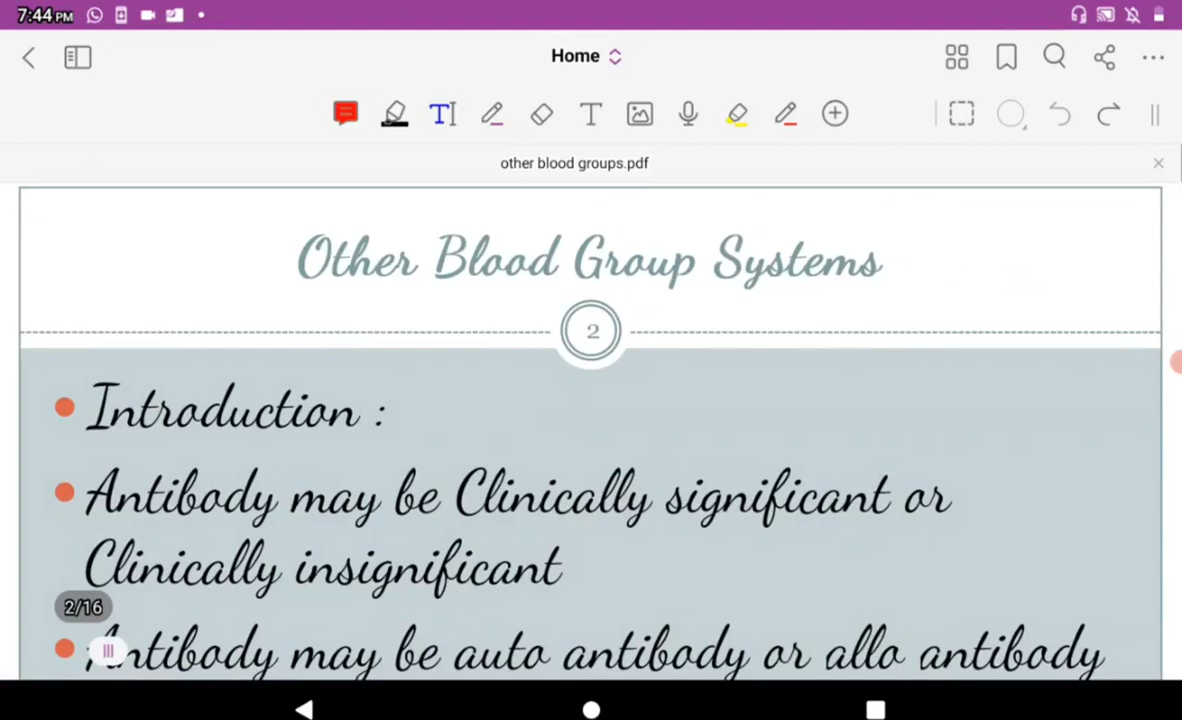 7:44 PM
Home
other blood groups.pdf
Other Blood Group Systems
2
Introduction :
Antibody may be Clinically significant or
Clinically insignificant
2/16
Antibody may be auto antibody or allo antibody